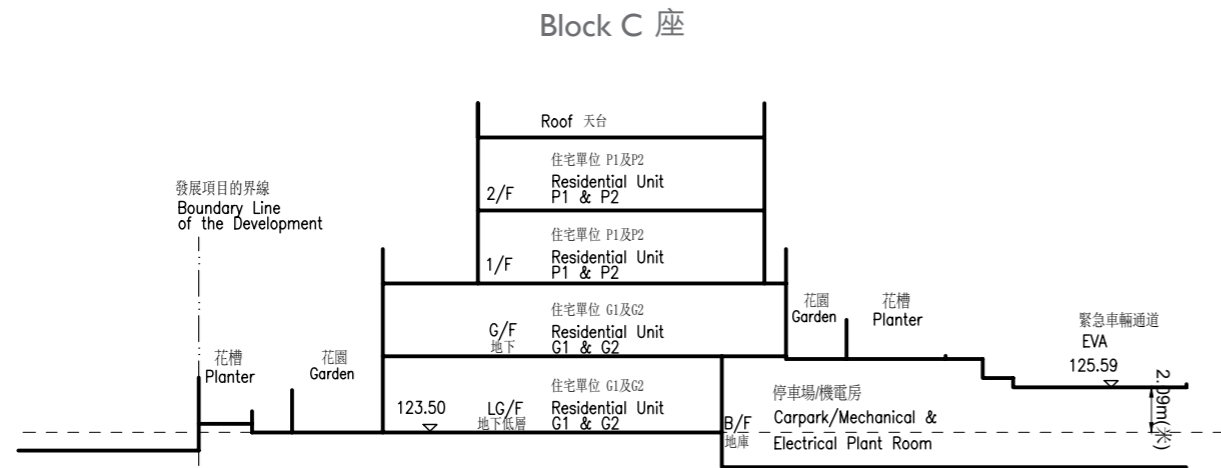 Block C 座
Roof 天台
住宅單位 P1及P2
Residential Unit
2/F P1 & P2
發展項目的界線
Boundary Line
of the Development
住宅單位 P1及P2
Residential Unit
1/F P1 & P2
花園
Garden
花槽
Planter
住宅單位 G1及G2
G/F Residential Unit
地下 G1 & G2
緊急車輛通道
EVA
125.59
花槽
Planter
花園
Garden
2.09m(米)
123.50
住宅單位 G1及G2
LG/F Residential Unit
地下低層 G1 & G2
停車場/機電房
B/F Carpark/Mechanical &
地庫 Electrical Plant Room